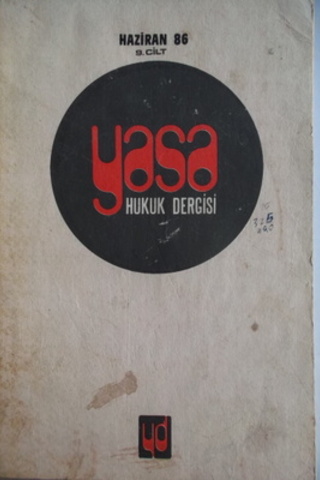 HAZİRAN 86
9. CİLT
yasa
HUKUK DERGİSİ
yd